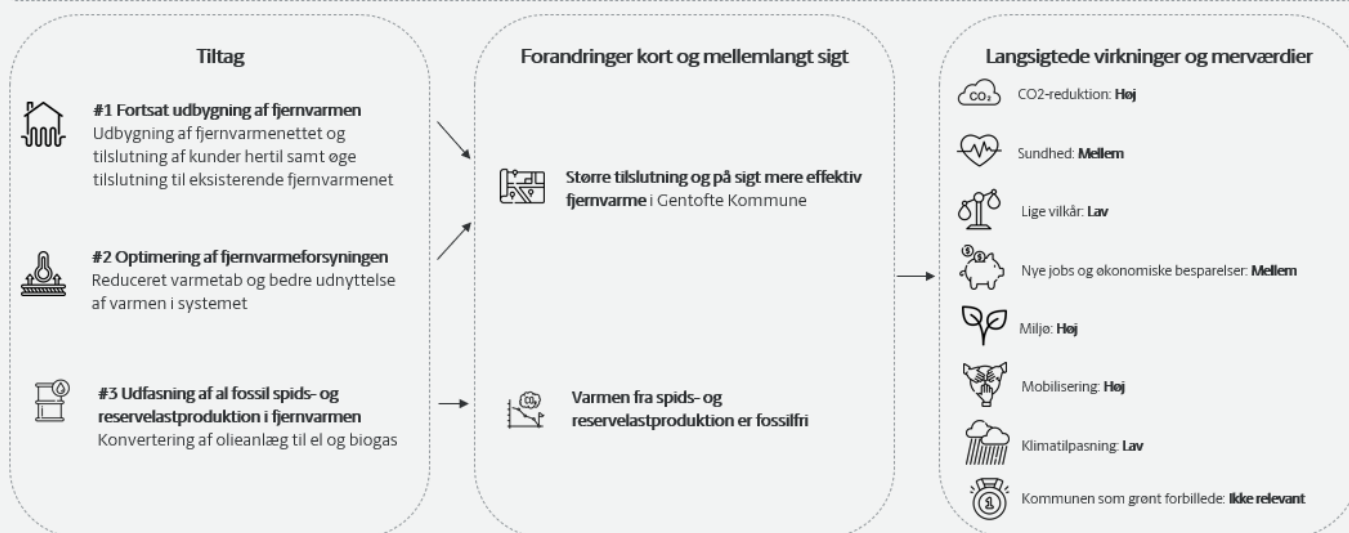 Tiltag
#1 Fortsat udbygning af fjernvarmen
Udbygning af fjernvarmenettet og
tilslutning af kunder hertil samt øge
tilslutning til eksisterende fjernvarmenet
#2 Optimering af fjernvarmeforsyningen
Reduceret varmetab og bedre udnyttelse
af varmen i systemet
#3 Udfasning af al fossil spids- og
reservelastproduktion i fjernvarmen
Konvertering af olieanlæg til el og biogas
Forandringer kort og mellemlangt sigt
Større tilslutning og på sigt mere effektiv
fjernvarme i Gentofte Kommune
CO₂
Varmen fra spids- og
reservelastproduktion er fossilfri
Langsigtede virkninger og merværdier
CO₂
CO2-reduktion: Høj
Sundhed: Mellem
Lige vilkår: Lav
$ $
Nye jobs og økonomiske besparelser: Mellem
Miljø: Høj
Mobilisering: Høj
Klimatilpasning: Lav
1
Kommunen som grønt forbillede: Ikke relevant